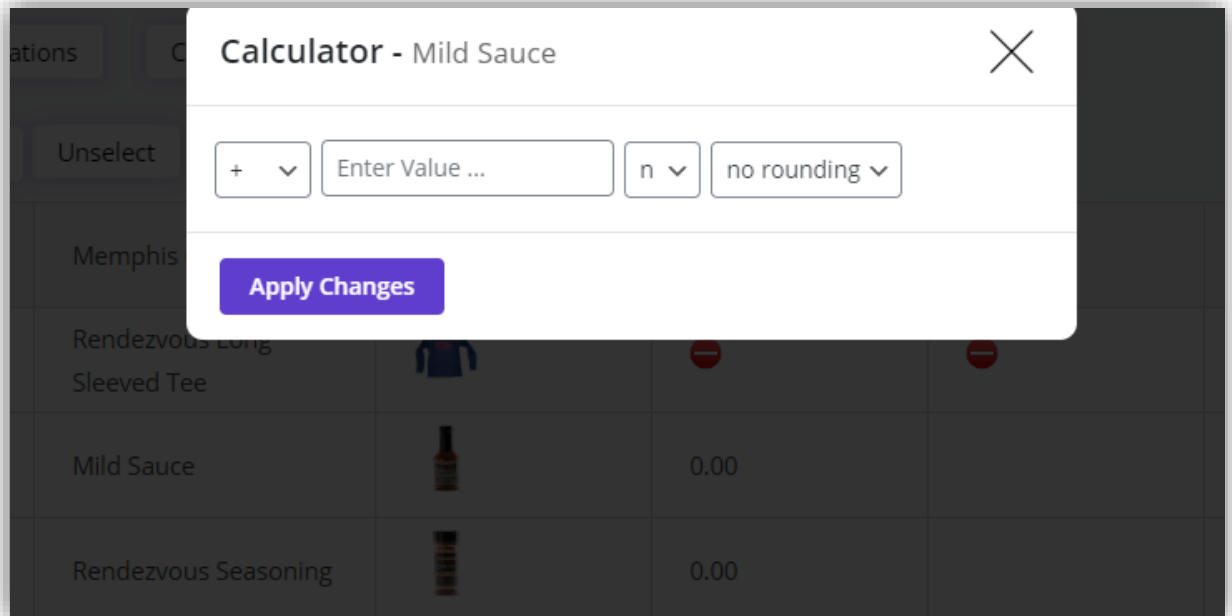 ations
C
Calculator - Mild Sauce
Unselect
+
Enter Value ...
n
no rounding
Memphis
Apply Changes
Rendezvous Long
Sleeved Tee
Mild Sauce
0.00
Rendezvous Seasoning
0.00